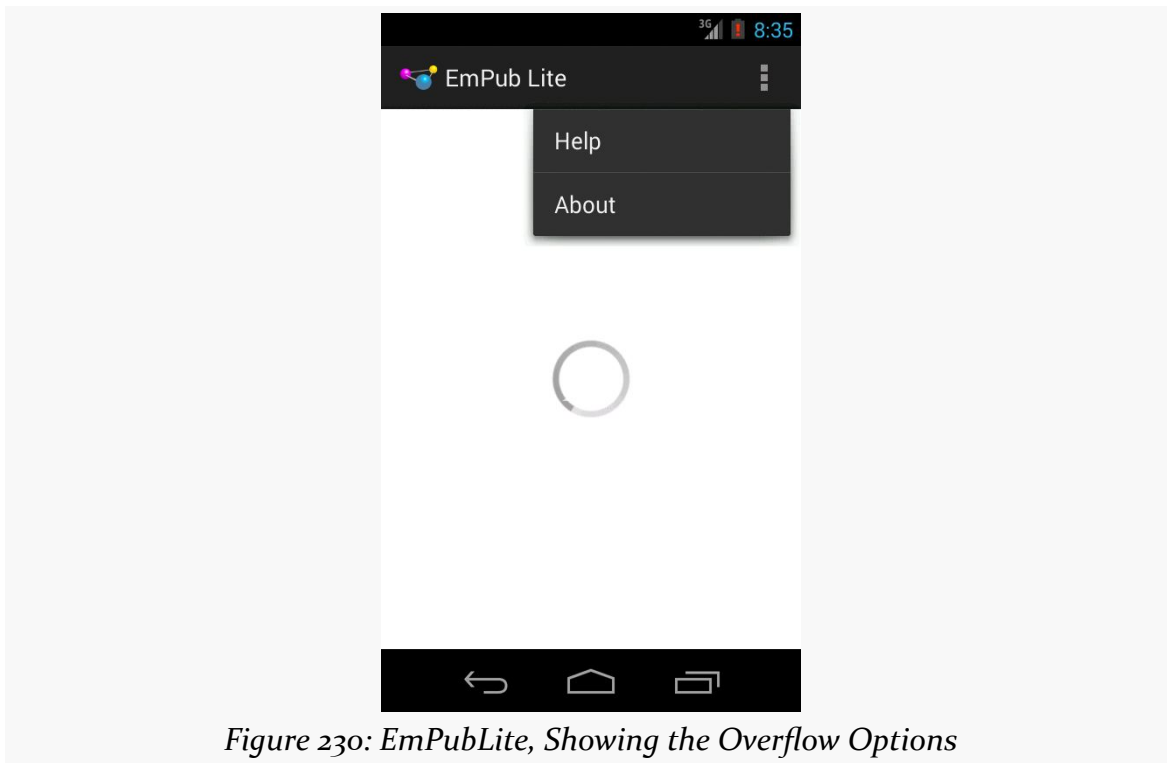 3G 8:35
EmPub Lite
Help
About
Figure 230: EmPubLite, Showing the Overflow Options